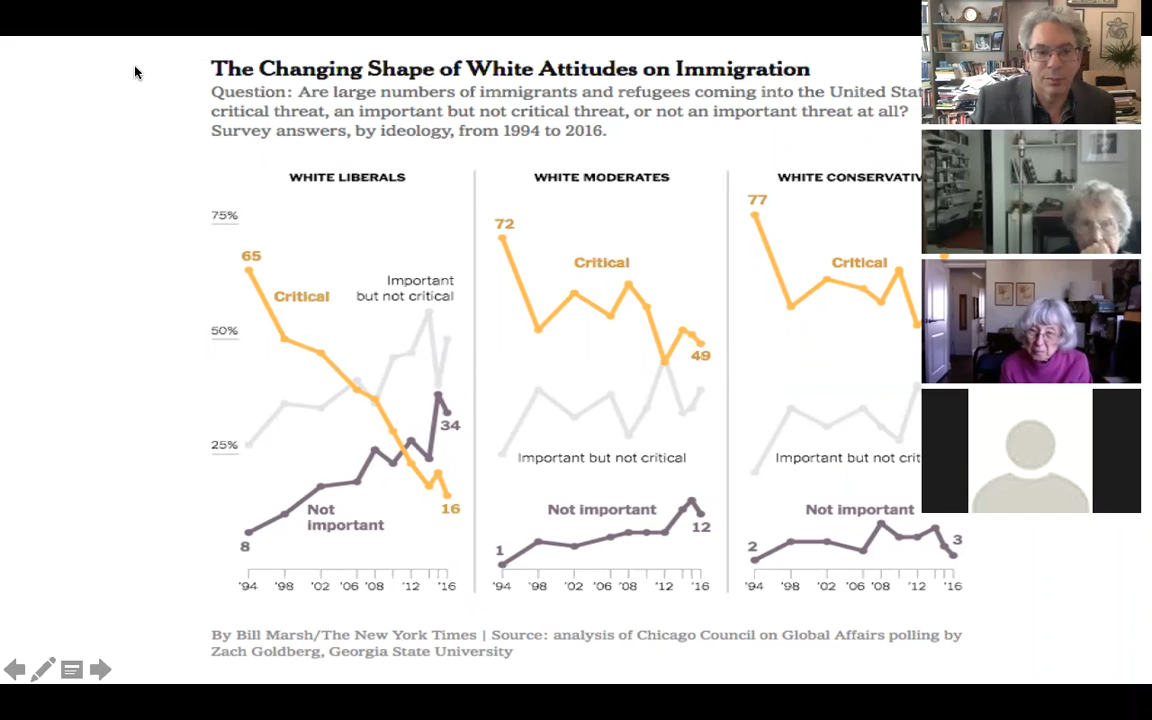 The Changing Shape of White Attitudes on Immigration
Question: Are large numbers of immigrants and refugees coming into the United Stat
critical threat, an important but not critical threat, or not an important threat at all?
Survey answers, by ideology, from 1994 to 2016.
WHITE LIBERALS
75%
65
Critical
Important
but not critical
50%
25%
34
Not
important
16
8
'94 '98 '02 '06 '08 '12 '16
WHITE MODERATES
72
Critical
49
Important but not critical
Not important
12
1
'94 '98 '02 '06 '08 '12 '16
WHITE CONSERVATIV
77
Critical
Important but not crit
Not important
2
3
'94 '98 '02 '06 '08 '12 '16
By Bill Marsh/The New York Times | Source: analysis of Chicago Council on Global Affairs polling by
Zach Goldberg, Georgia State University